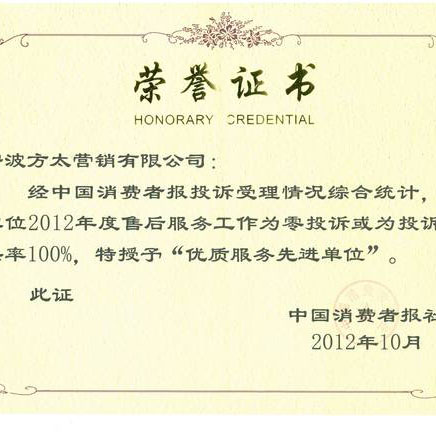 荣誉证书
HONORARY CREDENTIAL
波方太营销有限公司：
经中国消费者报投诉受理情况综合统计，
位2012年度售后服务工作为零投诉或为投诉
率100%，特授予“优质服务先进单位”。
此证
中国消费者报社
2012年10月